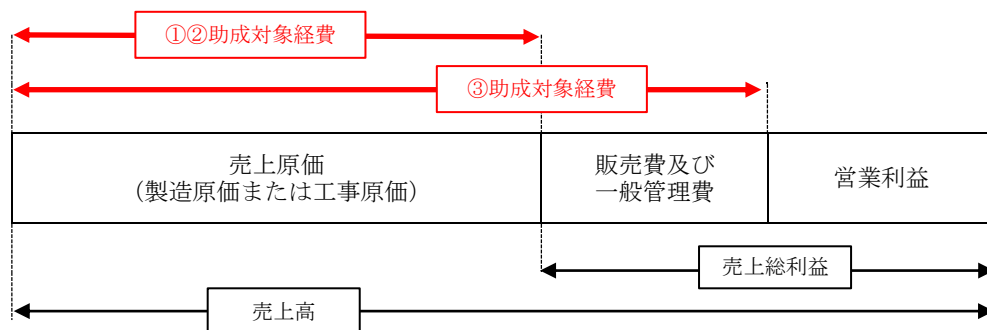 ①②助成対象経費
③助成対象経費
売上原価
（製造原価または工事原価）
販売費及び
一般管理費
営業利益
売上総利益
売上高